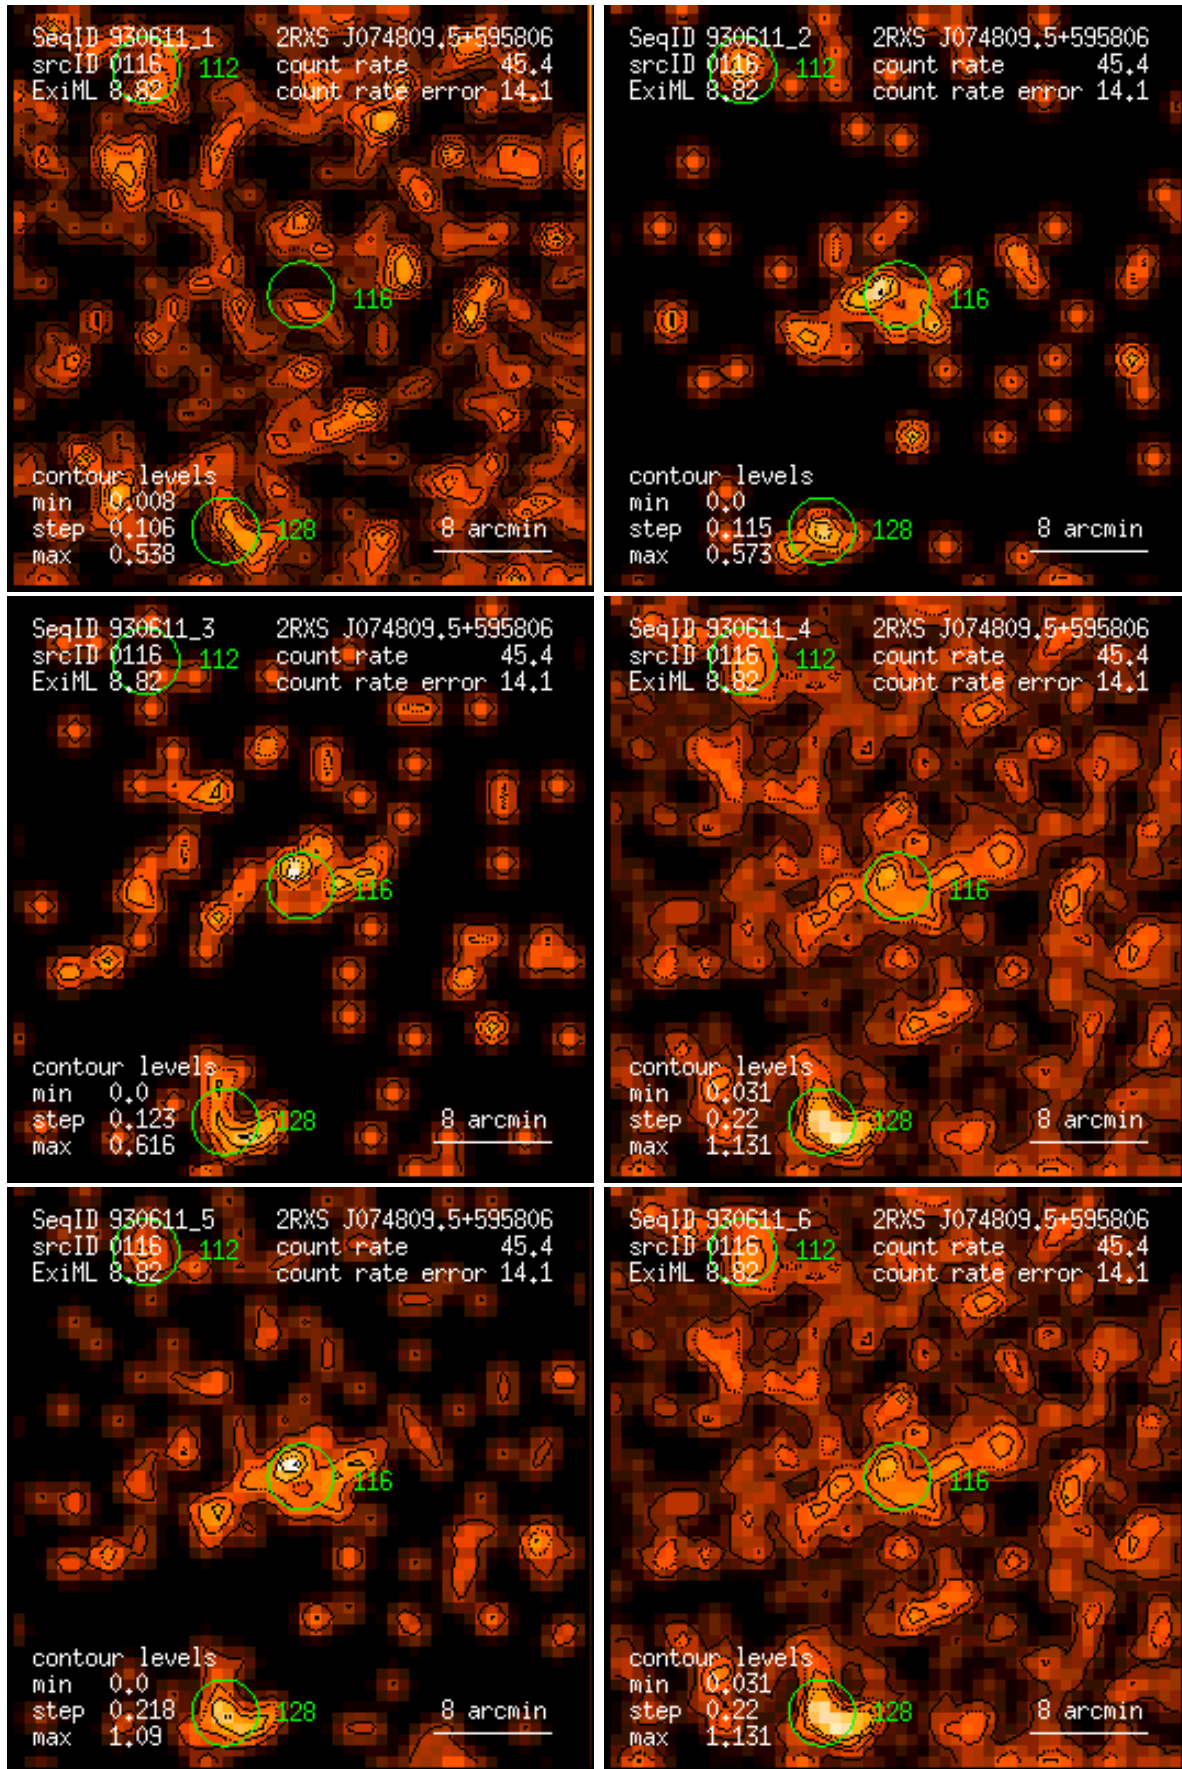 SeqID 930611_1 2RXS J074809.5+595806
srcID 0116 112 count rate 45.4
ExiML 8.82 count rate error 14.1
116
contour levels
min 0.008
step 0.106 128 8 arcmin
max 0.538
SeqID 930611_2 2RXS J074809.5+595806
srcID 0116 112 count rate 45.4
ExiML 8.82 count rate error 14.1
116
contour levels
min 0.0
step 0.115 128 8 arcmin
max 0.573
SeqID 930611_3 2RXS J074809.5+595806
srcID 0116 112 count rate 45.4
ExiML 8.82 count rate error 14.1
116
contour levels
min 0.0
step 0.123 128 8 arcmin
max 0.616
SeqID 930611_4 2RXS J074809.5+595806
srcID 0116 112 count rate 45.4
ExiML 8.82 count rate error 14.1
116
contour levels
min 0.031
step 0.22 128 8 arcmin
max 1.131
SeqID 930611_5 2RXS J074809.5+595806
srcID 0116 112 count rate 45.4
ExiML 8.82 count rate error 14.1
116
contour levels
min 0.0
step 0.218 128 8 arcmin
max 1.09
SeqID 930611_6 2RXS J074809.5+595806
srcID 0116 112 count rate 45.4
ExiML 8.82 count rate error 14.1
116
contour levels
min 0.031
step 0.22 128 8 arcmin
max 1.131